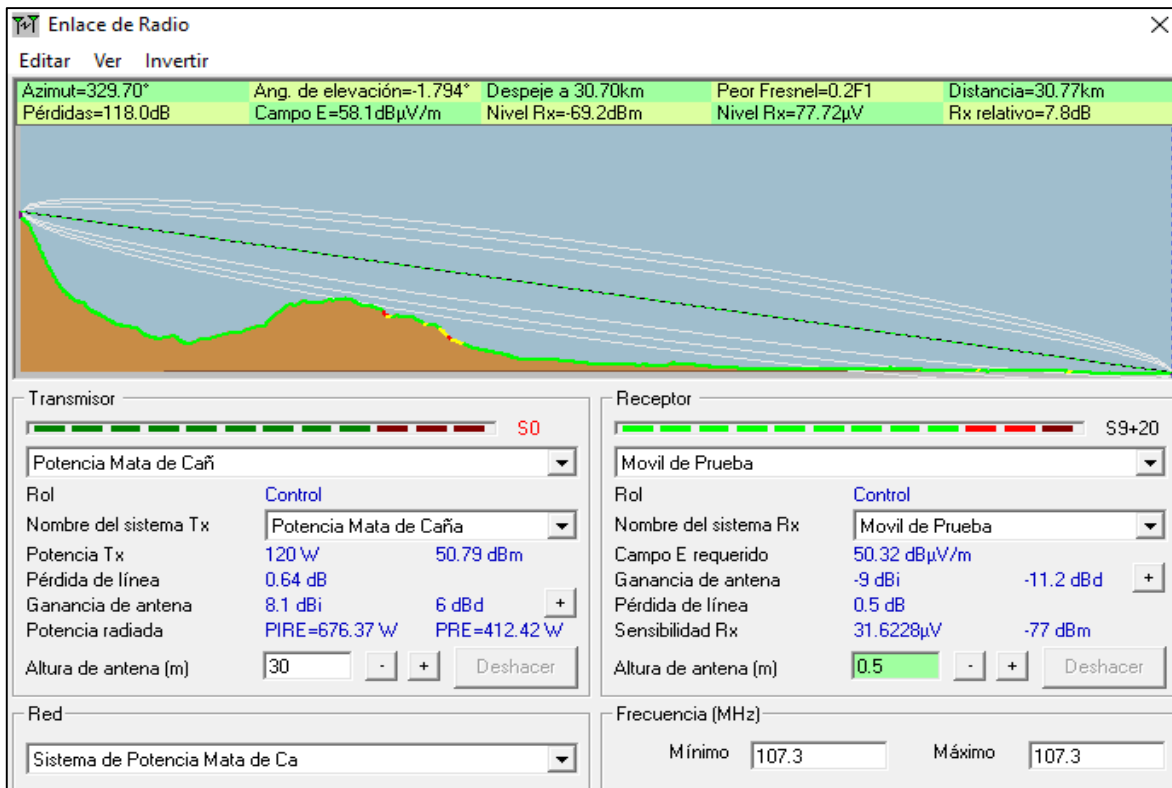 Enlace de Radio
Editar Ver Invertir
Azimut=329.70° Ang. de elevación=-1.794° Despeje a 30.70km Peor Fresnel=0.2F1 Distancia=30.77km
Pérdidas=118.0dB Campo E=58.1dBµV/m Nivel Rx=-69.2dBm Nivel Rx=77.72µV Rx relativo=7.8dB
Transmisor
S0
Potencia Mata de Cañ
Rol Control
Nombre del sistema Tx Potencia Mata de Caña
Potencia Tx 120 W 50.79 dBm
Pérdida de línea 0.64 dB
Ganancia de antena 8.1 dBi 6 dBd +
Potencia radiada PIRE=676.37 W PRE=412.42 W
Altura de antena (m) 30 - + Deshacer
Receptor
S9+20
Movil de Prueba
Rol Control
Nombre del sistema Rx Movil de Prueba
Campo E requerido 50.32 dBµV/m
Ganancia de antena -9 dBi -11.2 dBd +
Pérdida de línea 0.5 dB
Sensibilidad Rx 31.6228µV -77 dBm
Altura de antena (m) 0.5 - + Deshacer
Red
Sistema de Potencia Mata de Ca
Frecuencia (MHz)
Mínimo 107.3 Máximo 107.3